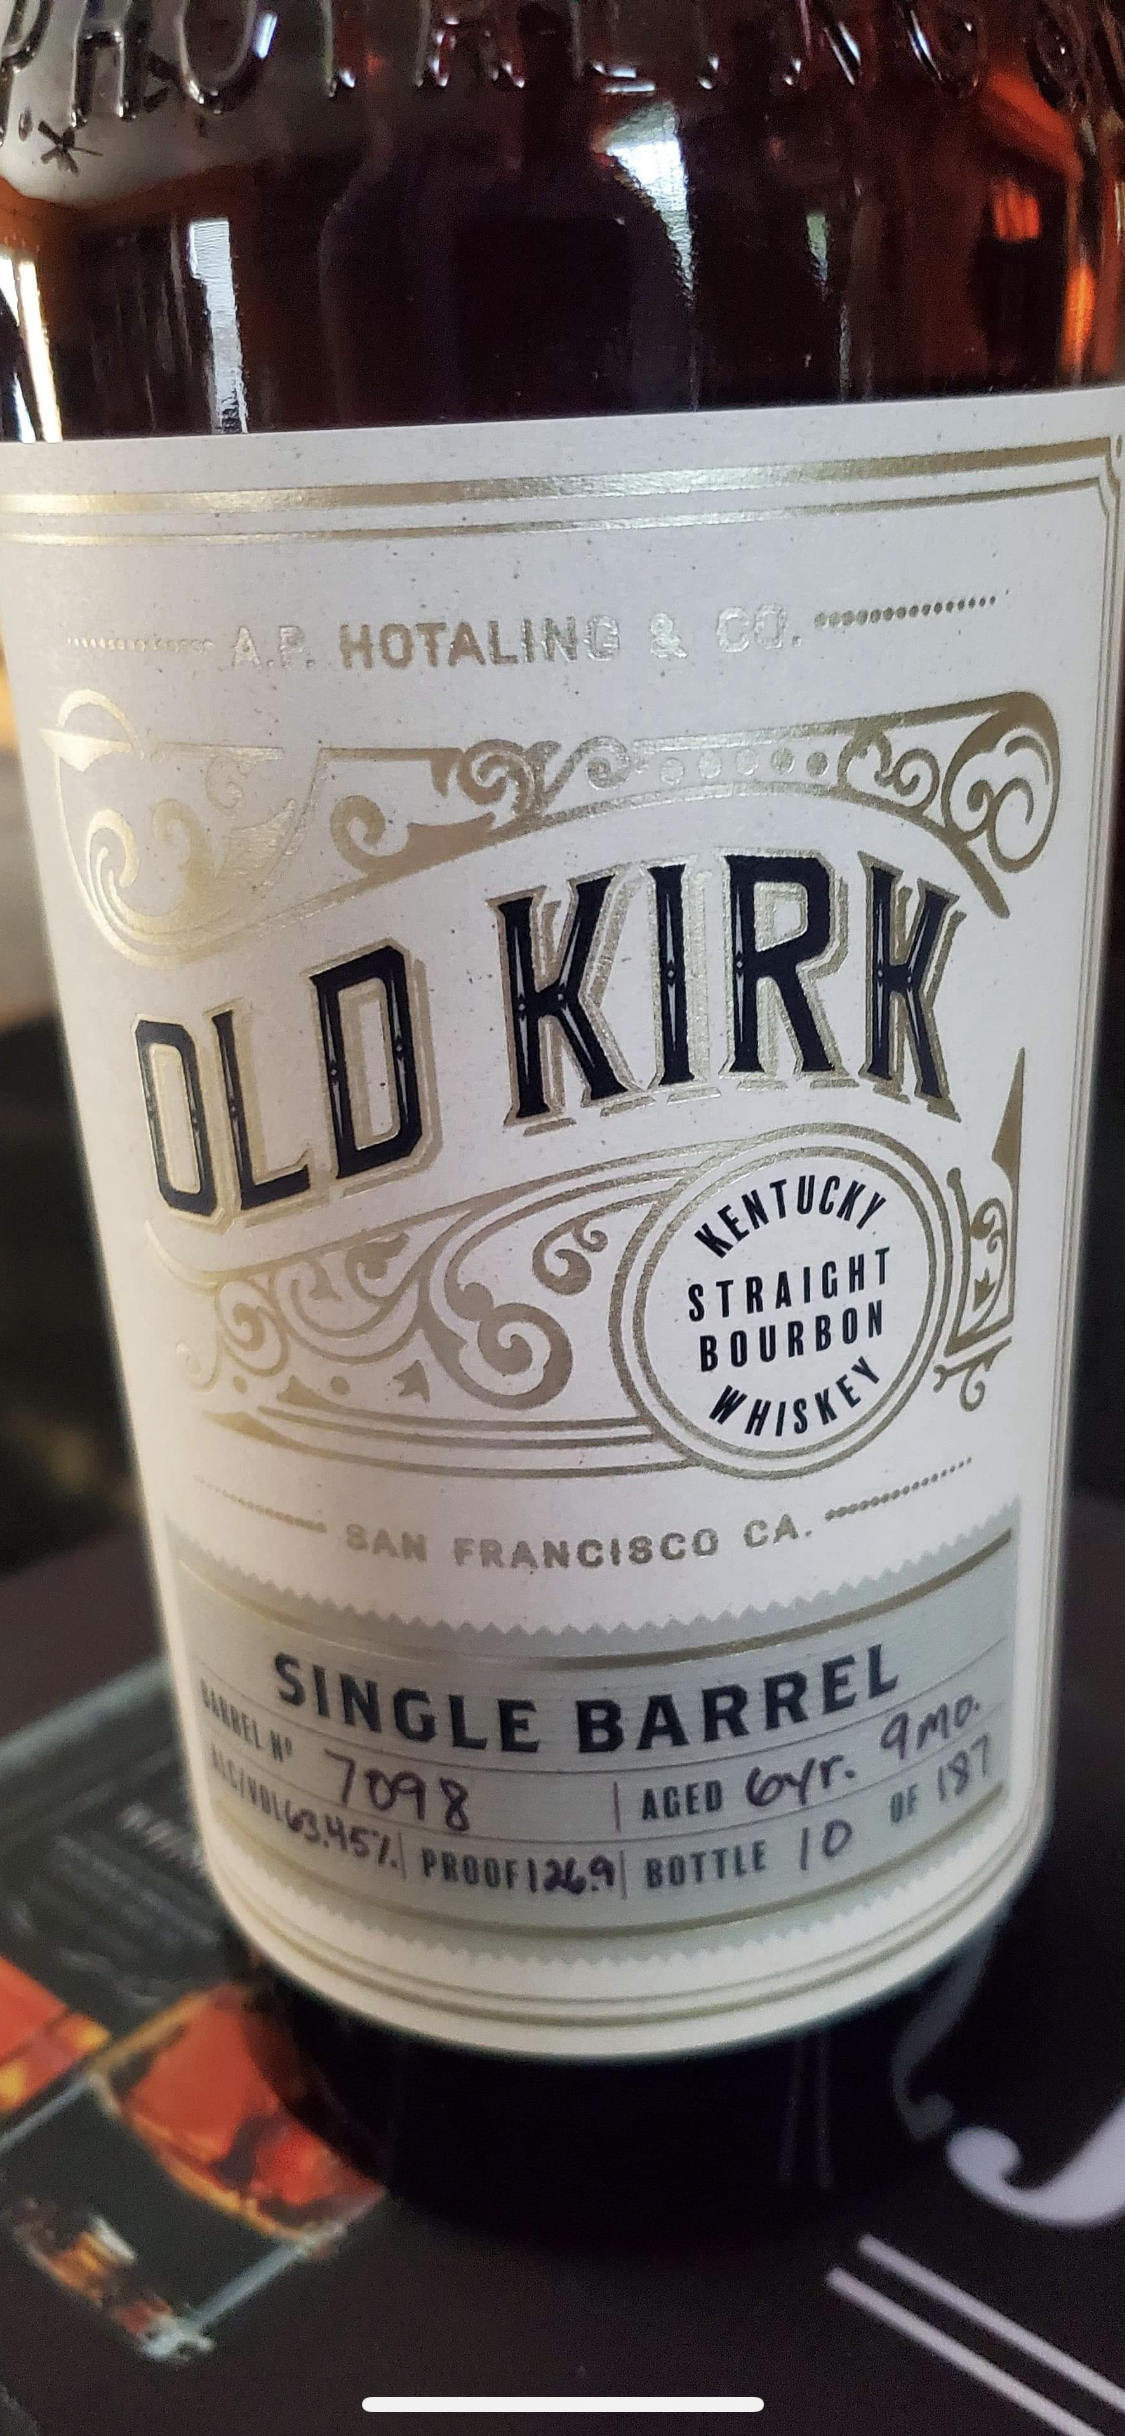 HOTALING
A.P. HOTALING & CO.
OLD KIRK
KENTUCKY
STRAIGHT
BOURBON
WHISKEY
SAN FRANCISCO CA.
SINGLE BARREL
BARREL Nº 7098 | AGED 6yr. 9mo.
ALC/VOL 63.45% | PROOF 126.9 | BOTTLE 10 OF 187